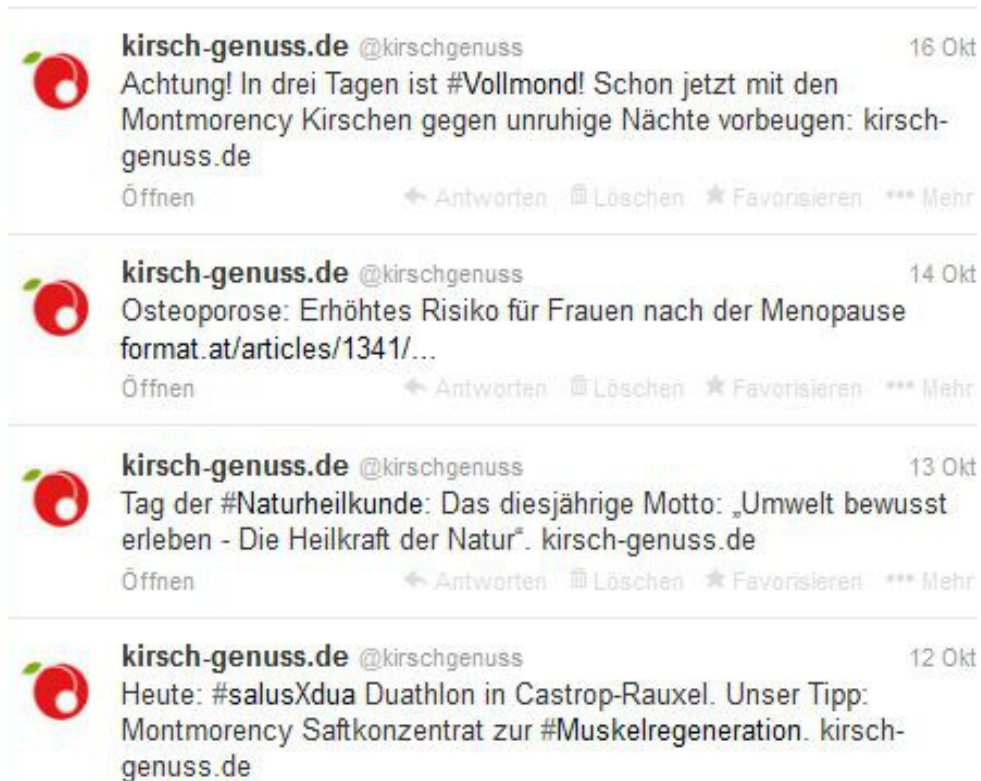 kirsch-genuss.de @kirschgenuss 16 Okt
Achtung! In drei Tagen ist #Vollmond! Schon jetzt mit den
Montmorency Kirschen gegen unruhige Nächte vorbeugen: kirsch-
genuss.de
Öffnen Antworten Löschen Favorisieren Mehr
kirsch-genuss.de @kirschgenuss 14 Okt
Osteoporose: Erhöhtes Risiko für Frauen nach der Menopause
format.at/articles/1341/...
Öffnen Antworten Löschen Favorisieren Mehr
kirsch-genuss.de @kirschgenuss 13 Okt
Tag der #Naturheilkunde: Das diesjährige Motto: „Umwelt bewusst
erleben - Die Heilkraft der Natur“. kirsch-genuss.de
Öffnen Antworten Löschen Favorisieren Mehr
kirsch-genuss.de @kirschgenuss 12 Okt
Heute: #salusXdua Duathlon in Castrop-Rauxel. Unser Tipp:
Montmorency Saftkonzentrat zur #Muskelregeneration. kirsch-
genuss.de